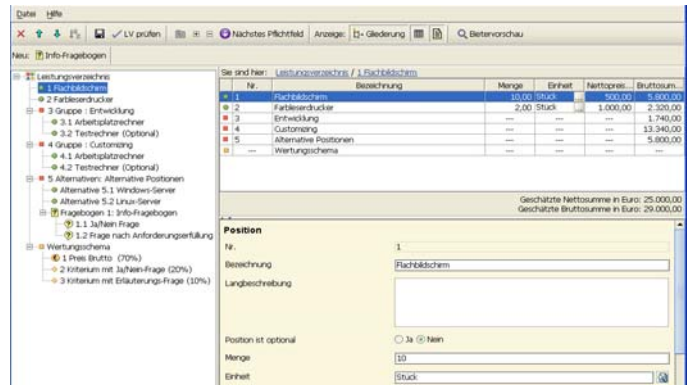 Datei Hilfe
LV prüfen Nächstes Pflichtfeld Anzeige: Gliederung Bietervorschau
Neu: Info-Fragebogen
Leistungsverzeichnis
1 Flachbildschirm
2 Farbleserdrucker
3 Gruppe : Entwicklung
3.1 Arbeitsplatzrechner
3.2 Testrechner (Optional)
4 Gruppe : Customizing
4.1 Arbeitsplatzrechner
4.2 Testrechner (Optional)
5 Alternativen: Alternative Positionen
Alternative 5.1 Windows-Server
Alternative 5.2 Linux-Server
Fragebogen 1: Info-Fragebogen
1.1 Ja/Nein Frage
1.2 Frage nach Anforderungserfüllung
Wertungsschema
1 Preis Brutto (70%)
2 Kriterium mit Ja/Nein-Frage (20%)
3 Kriterium mit Erläuterungs-Frage (10%)
Sie sind hier: Leistungsverzeichnis / 1 Flachbildschirm
Nr. Bezeichnung Menge Einheit Nettopreis... Bruttosum...
1 Flachbildschirm 10,00 Stück 500,00 5.800,00
2 Farbleserdrucker 2,00 Stück 1.000,00 2.320,00
3 Entwicklung --- --- --- 1.740,00
4 Customizing --- --- --- 13.340,00
5 Alternative Positionen --- --- --- 5.800,00
--- Wertungsschema --- --- --- ---
Geschätzte Nettosumme in Euro: 25.000,00
Geschätzte Bruttosumme in Euro: 29.000,00
Position
Nr. 1
Bezeichnung Flachbildschirm
Langbeschreibung
Position ist optional Ja Nein
Menge 10
Einheit Stück